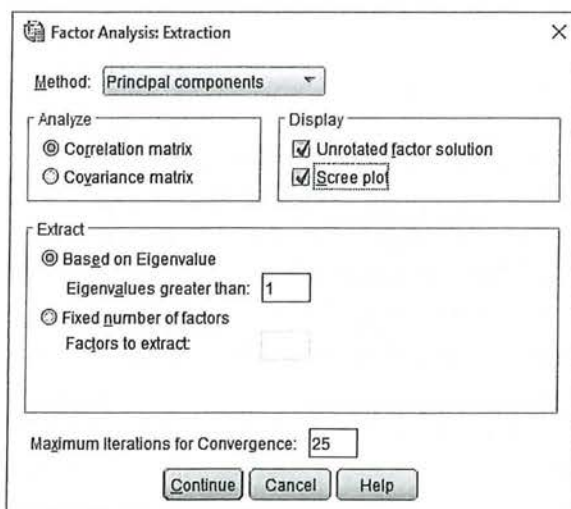 Factor Analysis: Extraction
Method: Principal components
Analyze
Correlation matrix
Covariance matrix
Display
Unrotated factor solution
Scree plot
Extract
Based on Eigenvalue
Eigenvalues greater than: 1
Fixed number of factors
Factors to extract:
Maximum Iterations for Convergence: 25
Continue Cancel Help